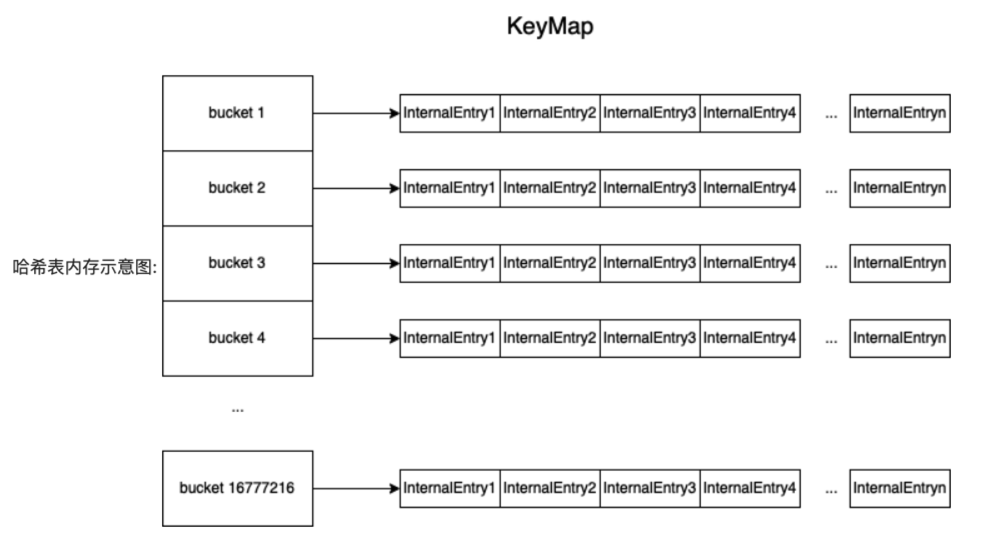 KeyMap
bucket 1 InternalEntry1 InternalEntry2 InternalEntry3 InternalEntry4 ... InternalEntryn
bucket 2 InternalEntry1 InternalEntry2 InternalEntry3 InternalEntry4 ... InternalEntryn
哈希表内存示意图: bucket 3 InternalEntry1 InternalEntry2 InternalEntry3 InternalEntry4 ... InternalEntryn
bucket 4 InternalEntry1 InternalEntry2 InternalEntry3 InternalEntry4 ... InternalEntryn
...
bucket 16777216 InternalEntry1 InternalEntry2 InternalEntry3 InternalEntry4 ... InternalEntryn